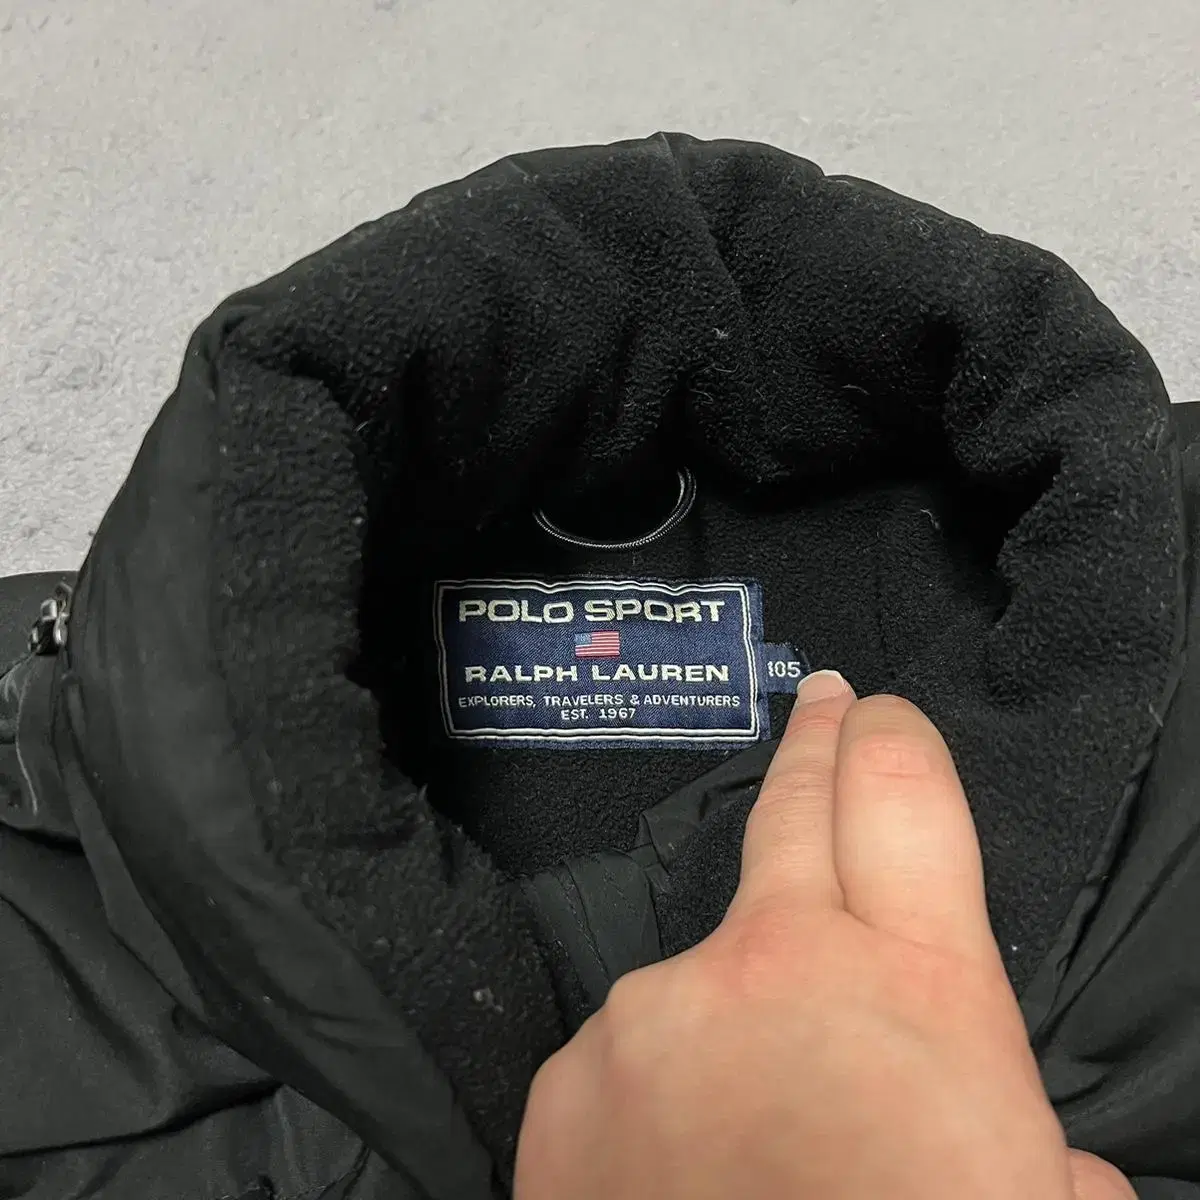 POLO SPORT
RALPH LAUREN
EXPLORERS, TRAVELERS & ADVENTURERS
EST. 1967
105